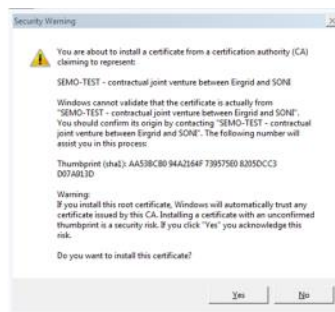 Security Warning
You are about to install a certificate from a certification authority (CA)
claiming to represent:
SEMO-TEST - contractual joint venture between Eirgrid and SONI
Windows cannot validate that the certificate is actually from
"SEMO-TEST - contractual joint venture between Eirgrid and SONI".
You should confirm its origin by contacting "SEMO-TEST - contractual
joint venture between Eirgrid and SONI". The following number will
assist you in this process:
Thumbprint (sha1): AA53BC80 94A2164F 739575E0 8205DCC3
D07A913D
Warning:
If you install this root certificate, Windows will automatically trust any
certificate issued by this CA. Installing a certificate with an unconfirmed
thumbprint is a security risk. If you click "Yes" you acknowledge this
risk.
Do you want to install this certificate?
Yes No